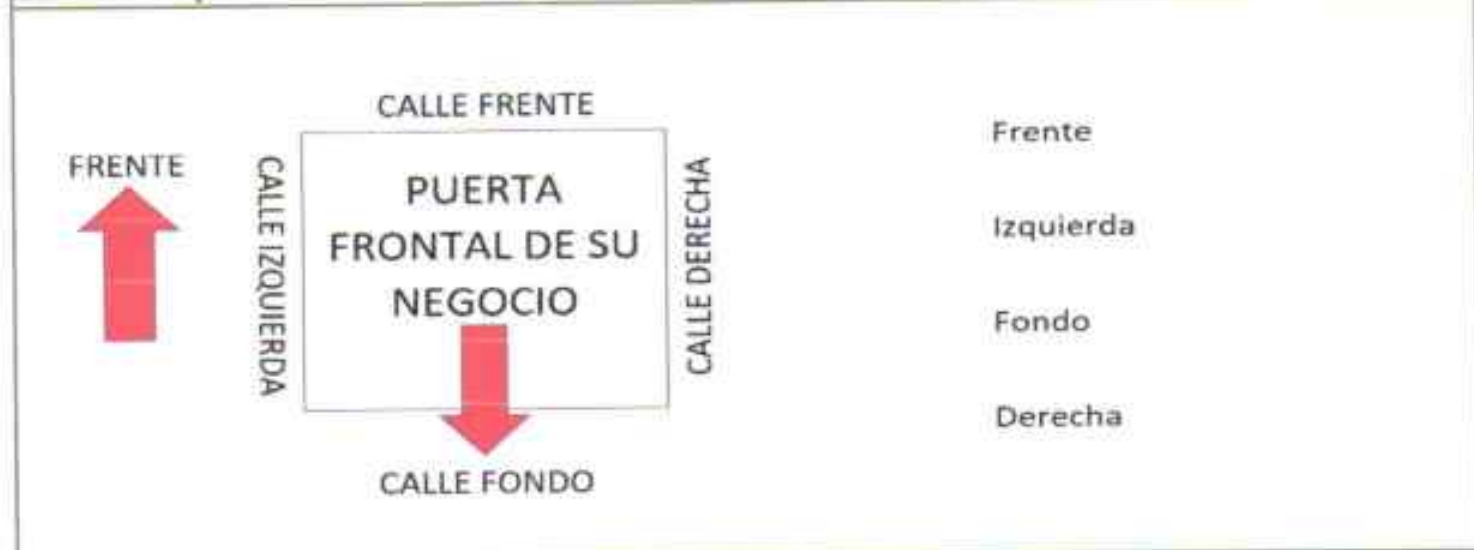 CALLE FRENTE
FRENTE
CALLE IZQUIERDA
PUERTA
FRONTAL DE SU
NEGOCIO
CALLE DERECHA
CALLE FONDO
Frente
Izquierda
Fondo
Derecha